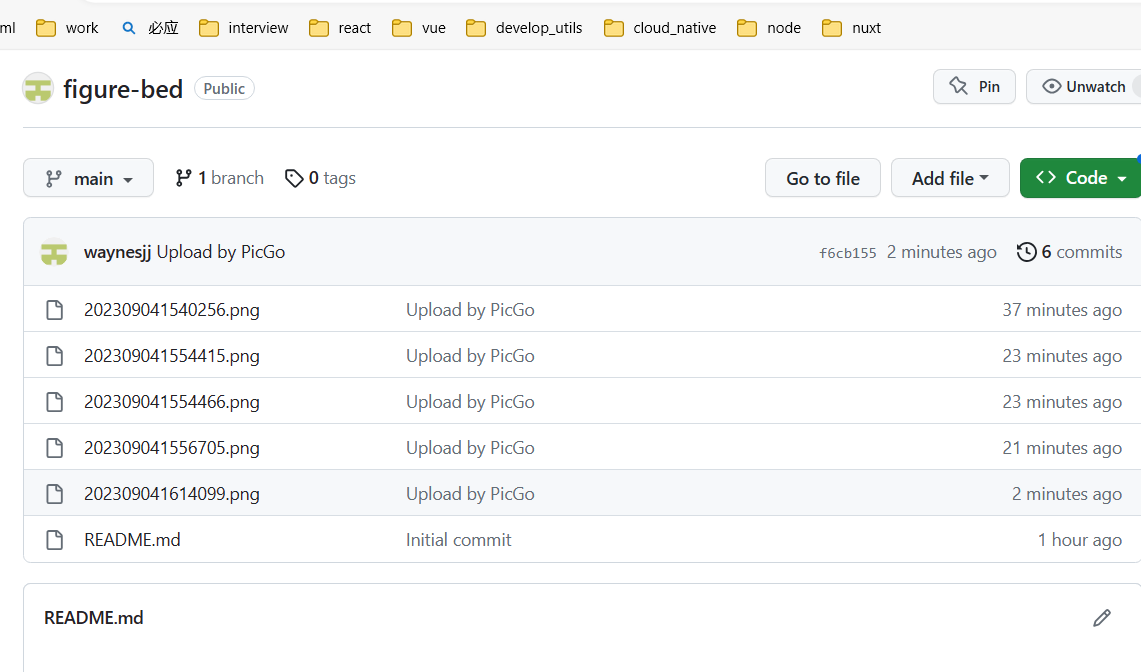 ml work 必应 interview react vue develop_utils cloud_native node nuxt
figure-bed Public Pin Unwatch
main 1 branch 0 tags Go to file Add file Code
waynesjj Upload by PicGo f6cb155 2 minutes ago 6 commits
202309041540256.png Upload by PicGo 37 minutes ago
202309041554415.png Upload by PicGo 23 minutes ago
202309041554466.png Upload by PicGo 23 minutes ago
202309041556705.png Upload by PicGo 21 minutes ago
202309041614099.png Upload by PicGo 2 minutes ago
README.md Initial commit 1 hour ago
README.md